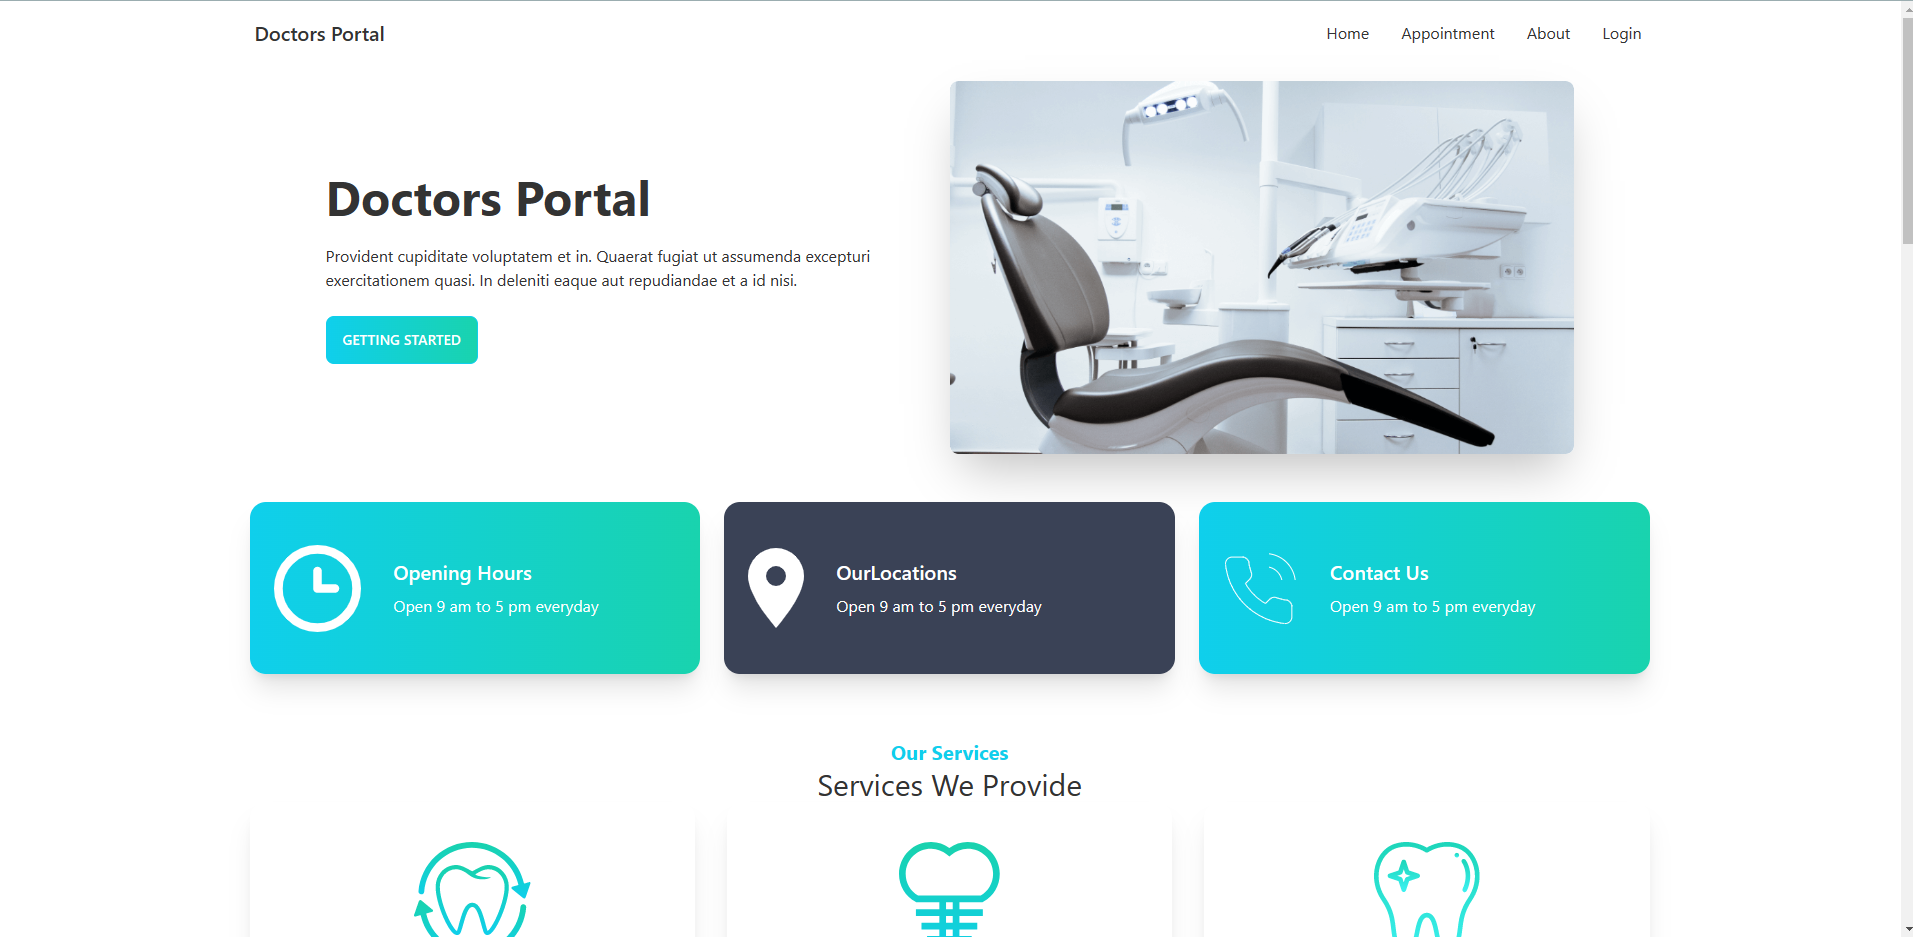 Doctors Portal
Home
Appointment
About
Login
Doctors Portal
Provident cupiditate voluptatem et in. Quaerat fugiat ut assumenda excepturi
exercitationem quasi. In deleniti eaque aut repudiandae et a id nisi.
GETTING STARTED
Opening Hours
Open 9 am to 5 pm everyday
OurLocations
Open 9 am to 5 pm everyday
Contact Us
Open 9 am to 5 pm everyday
Our Services
Services We Provide